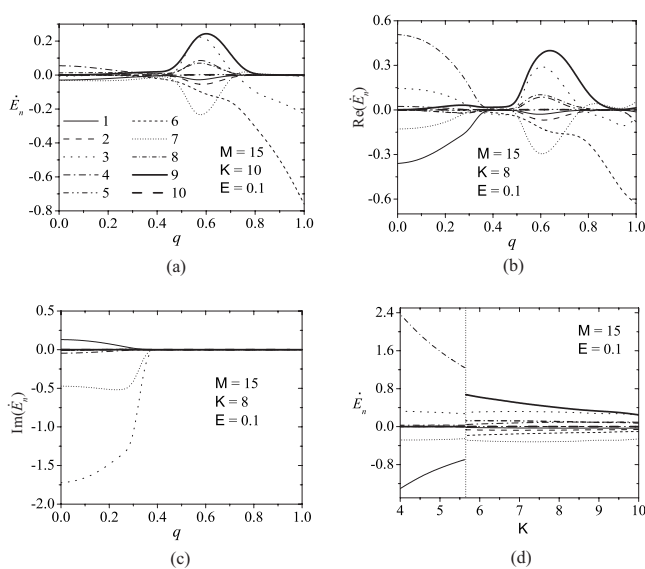 0.2
0.0
-0.2
-0.4
-0.6
-0.8
Ė_n
1
2
3
4
5
6
7
8
9
10
M = 15
K = 10
E = 0.1
0.0 0.2 0.4 0.6 0.8 1.0
q
(a)
0.6
0.3
0.0
-0.3
-0.6
Re(Ė_n)
M = 15
K = 8
E = 0.1
0.0 0.2 0.4 0.6 0.8 1.0
q
(b)
0.5
0.0
-0.5
-1.0
-1.5
-2.0
Im(Ė_n)
M = 15
K = 8
E = 0.1
0.0 0.2 0.4 0.6 0.8 1.0
q
(c)
2.4
1.6
0.8
0.0
-0.8
Ė_n
M = 15
E = 0.1
4 5 6 7 8 9 10
K
(d)